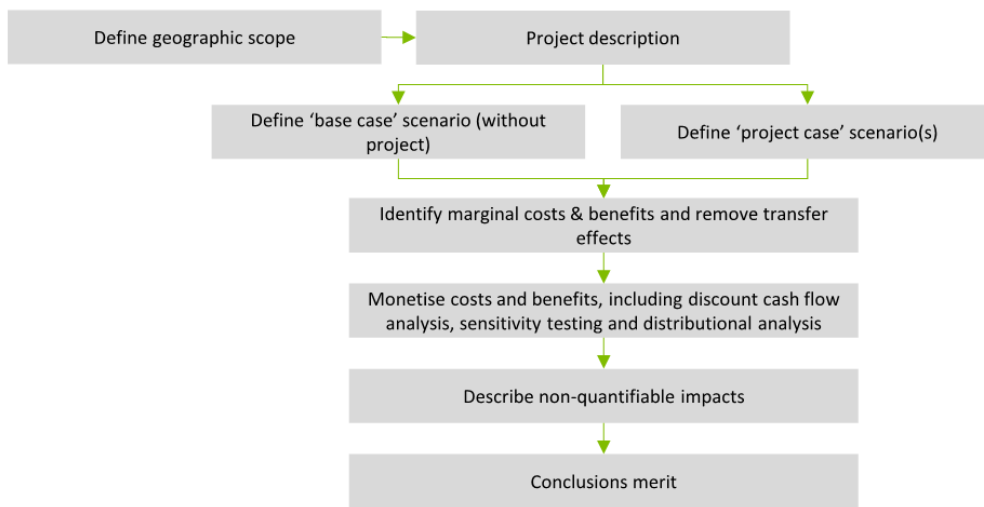 Define geographic scope
Project description
Define ‘base case’ scenario (without
project)
Define ‘project case’ scenario(s)
Identify marginal costs & benefits and remove transfer
effects
Monetise costs and benefits, including discount cash flow
analysis, sensitivity testing and distributional analysis
Describe non-quantifiable impacts
Conclusions merit